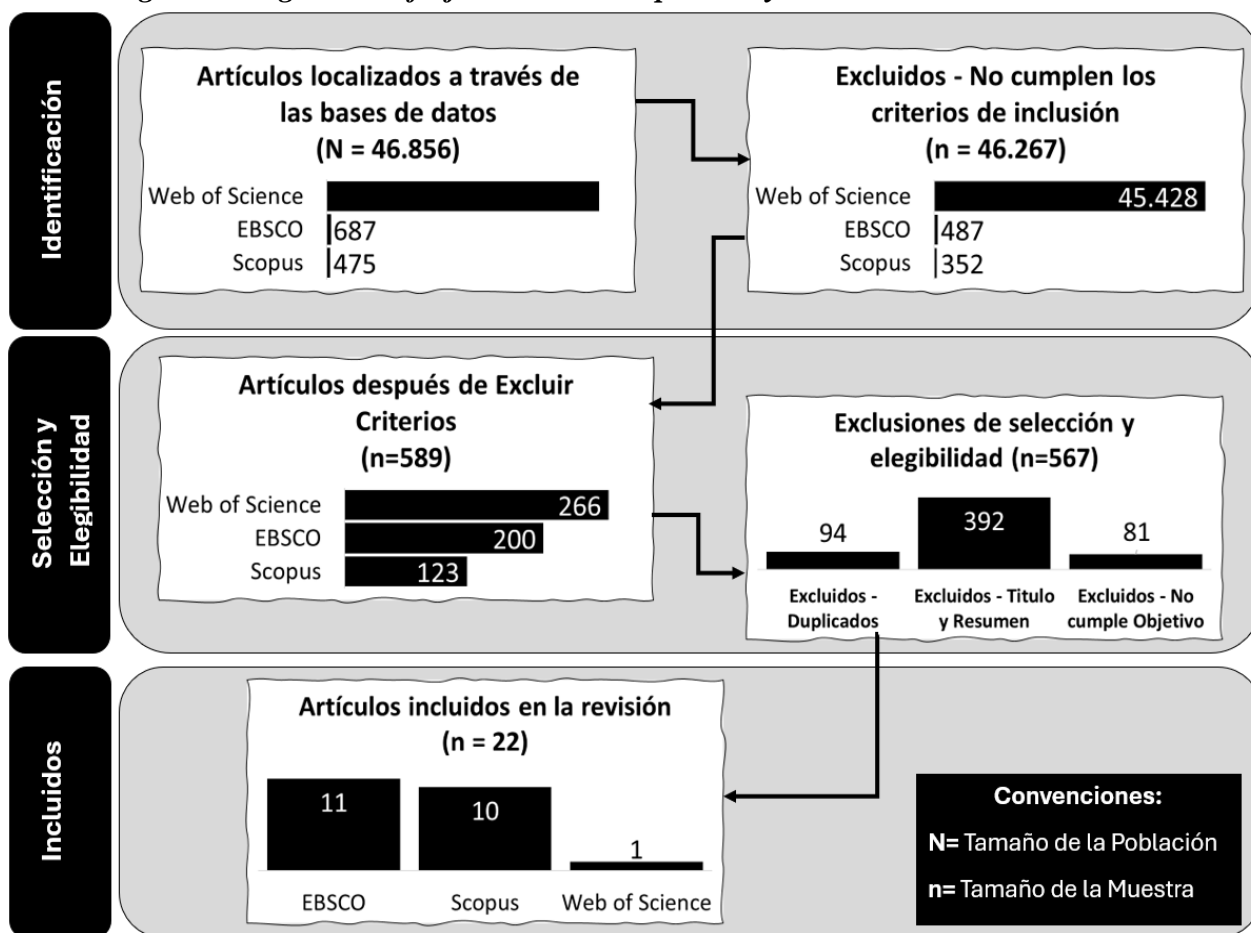 Identificación
Artículos localizados a través de
las bases de datos
(N = 46.856)
Web of Science
EBSCO 687
Scopus 475
Excluidos - No cumplen los
criterios de inclusión
(n = 46.267)
Web of Science 45.428
EBSCO 487
Scopus 352
Selección y
Elegibilidad
Artículos después de Excluir
Criterios
(n=589)
Web of Science 266
EBSCO 200
Scopus 123
Exclusiones de selección y
elegibilidad (n=567)
94 392 81
Excluidos - Excluidos - Titulo Excluidos - No
Duplicados y Resumen cumple Objetivo
Incluidos
Artículos incluidos en la revisión
(n = 22)
11 10 1
EBSCO Scopus Web of Science
Convenciones:
N= Tamaño de la Población
n= Tamaño de la Muestra